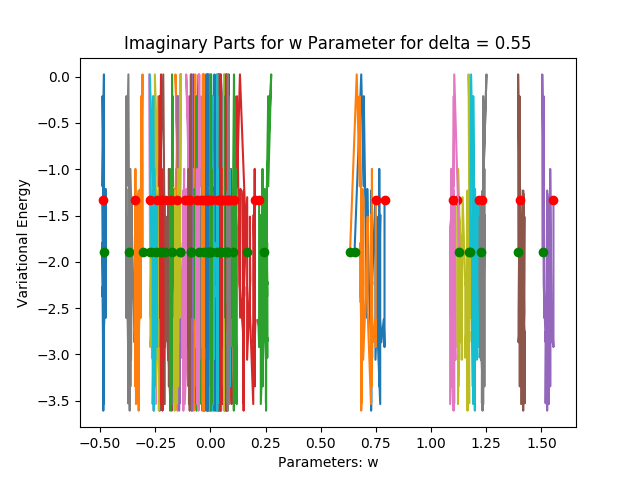 Imaginary Parts for w Parameter for delta = 0.55
Variational Energy
0.0
−0.5
−1.0
−1.5
−2.0
−2.5
−3.0
−3.5
−0.50 −0.25 0.00 0.25 0.50 0.75 1.00 1.25 1.50
Parameters: w